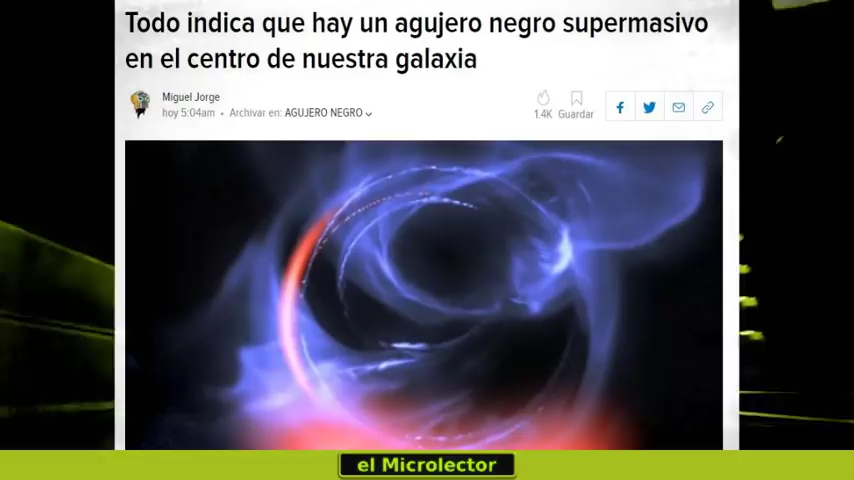 Todo indica que hay un agujero negro supermasivo
en el centro de nuestra galaxia
Miguel Jorge
hoy 5:04am • Archivar en: AGUJERO NEGRO
1.4K Guardar
el Microlector